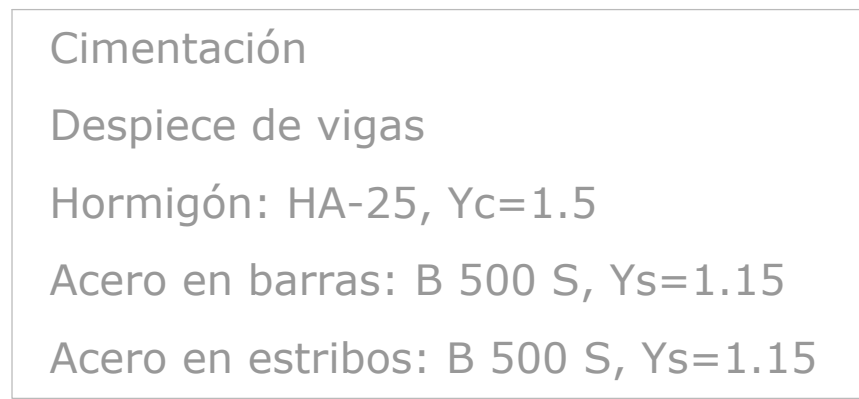 Cimentación
Despiece de vigas
Hormigón: HA-25, Yc=1.5
Acero en barras: B 500 S, Ys=1.15
Acero en estribos: B 500 S, Ys=1.15